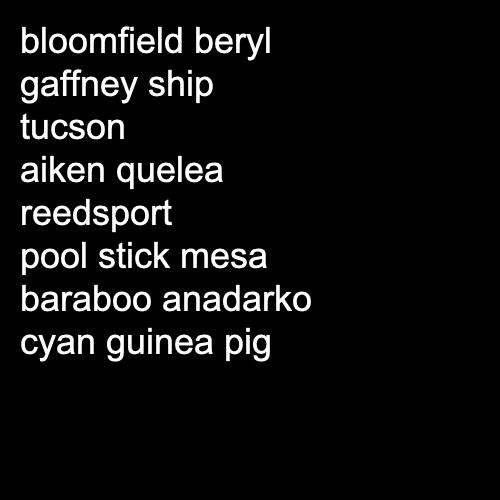 bloomfield beryl
gaffney ship
tucson
aiken quelea
reedsport
pool stick mesa
baraboo anadarko
cyan guinea pig